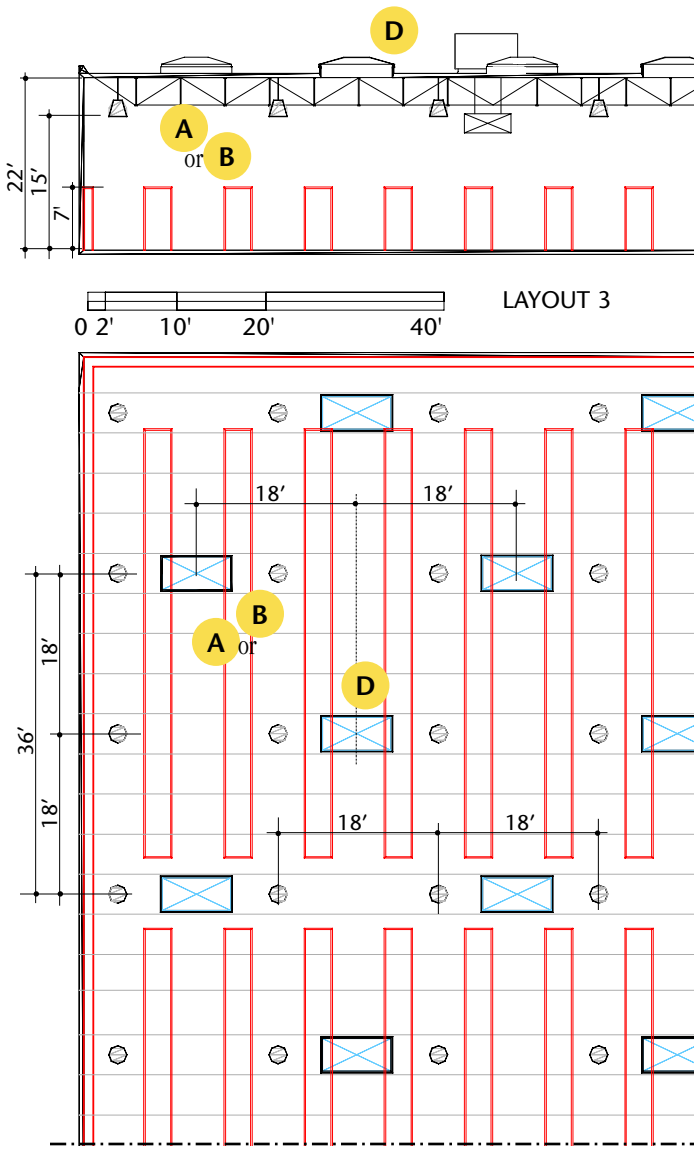 D
A
or B
22′
15′
7'
LAYOUT 3
0 2' 10' 20' 40'
18′ 18′
B
A or
18′
D
36′
18′
18′ 18′